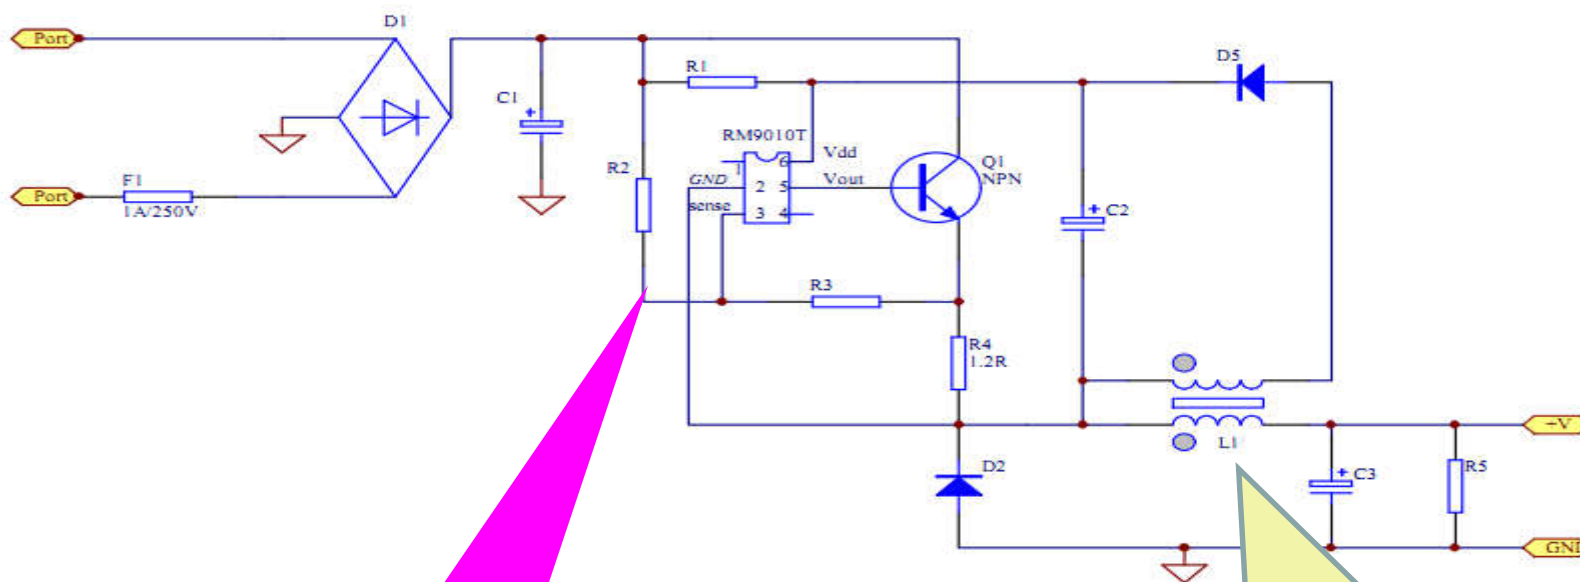 D1
Port
D5
R1
C1
RM9010T
Vdd
Q1
NPN
R2
1
6
GND
2
5
Vout
sense
3
4
C2
Port
F1
1A/250V
R3
R4
1.2R
L1
+V
D2
C3
R5
GND